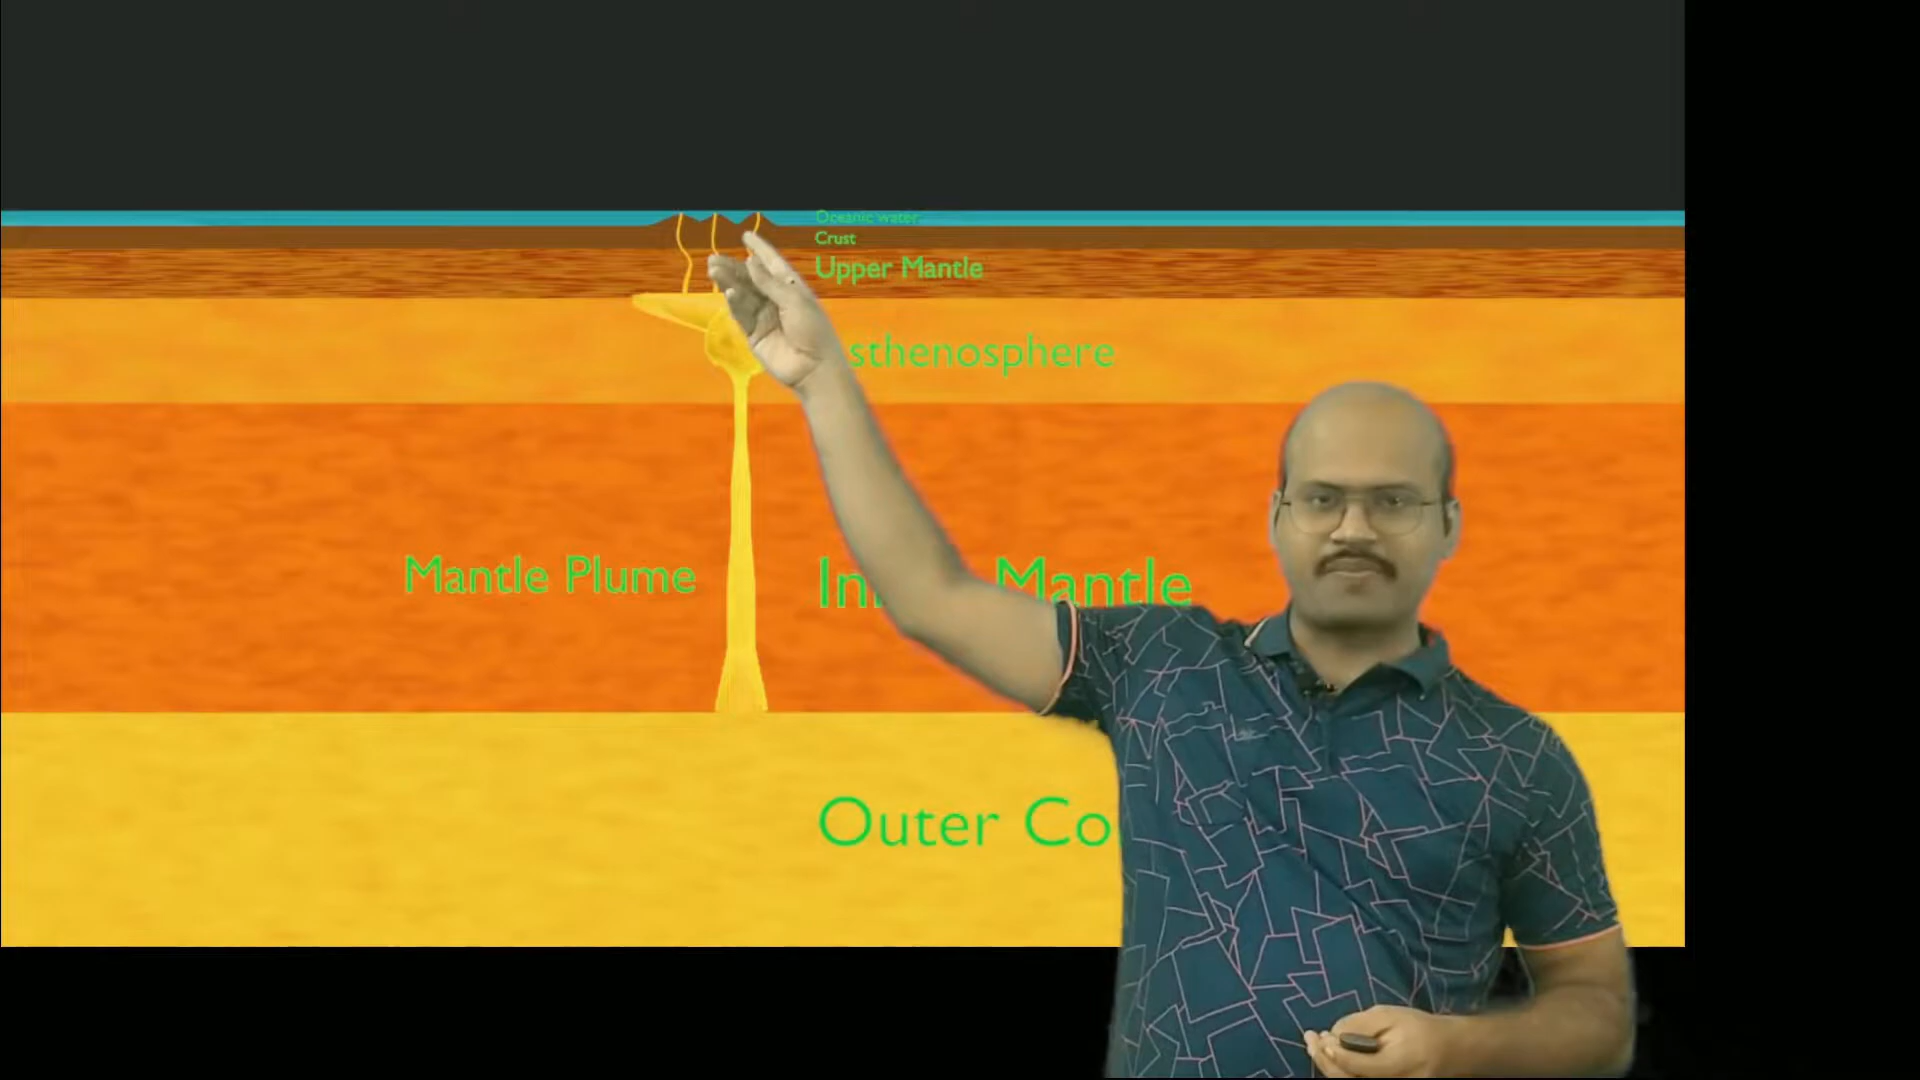 Oceanic water
Crust
Upper Mantle
sthenosphere
Mantle Plume
In Mantle
Outer Co